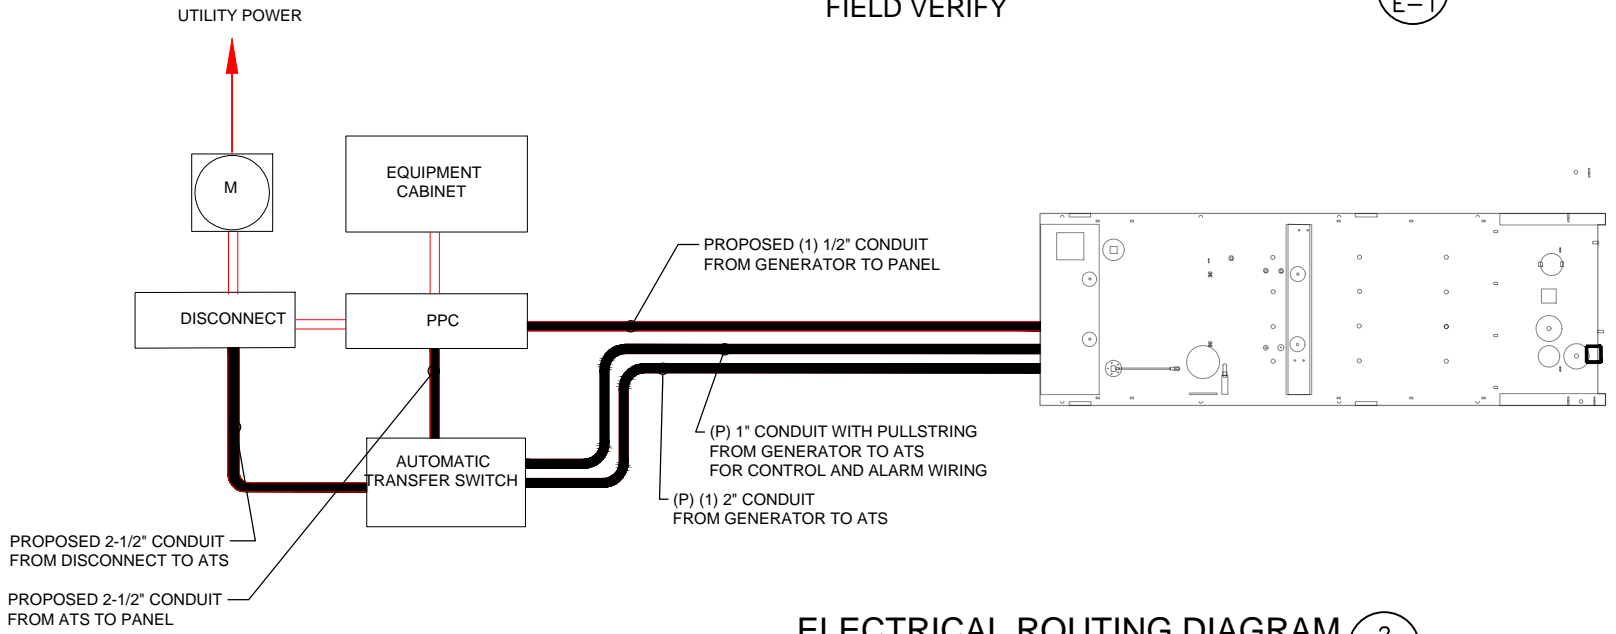 UTILITY POWER
FIELD VERIFY
E-1
M
EQUIPMENT
CABINET
PROPOSED (1) 1/2" CONDUIT
FROM GENERATOR TO PANEL
DISCONNECT
PPC
(P) 1" CONDUIT WITH PULLSTRING
FROM GENERATOR TO ATS
FOR CONTROL AND ALARM WIRING
AUTOMATIC
TRANSFER SWITCH
(P) (1) 2" CONDUIT
FROM GENERATOR TO ATS
PROPOSED 2-1/2" CONDUIT
FROM DISCONNECT TO ATS
PROPOSED 2-1/2" CONDUIT
FROM ATS TO PANEL
ELECTRICAL ROUTING DIAGRAM